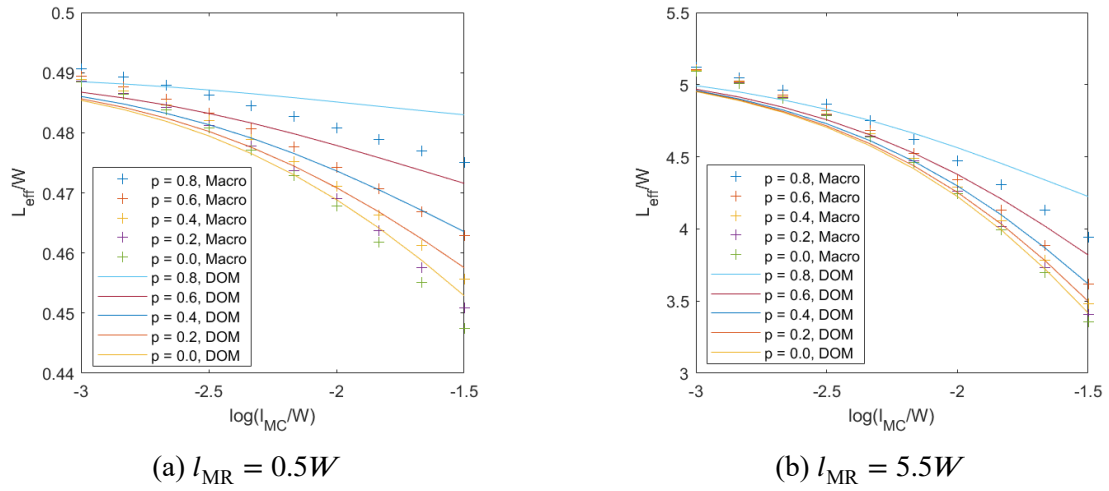 0.5
0.49
0.48
0.47
0.46
0.45
0.44
L_eff/W
p = 0.8, Macro
p = 0.6, Macro
p = 0.4, Macro
p = 0.2, Macro
p = 0.0, Macro
p = 0.8, DOM
p = 0.6, DOM
p = 0.4, DOM
p = 0.2, DOM
p = 0.0, DOM
-3 -2.5 -2 -1.5
log(l_MC/W)
(a) l_MR = 0.5W
5.5
5
4.5
4
3.5
3
L_eff/W
p = 0.8, Macro
p = 0.6, Macro
p = 0.4, Macro
p = 0.2, Macro
p = 0.0, Macro
p = 0.8, DOM
p = 0.6, DOM
p = 0.4, DOM
p = 0.2, DOM
p = 0.0, DOM
-3 -2.5 -2 -1.5
log(l_MC/W)
(b) l_MR = 5.5W